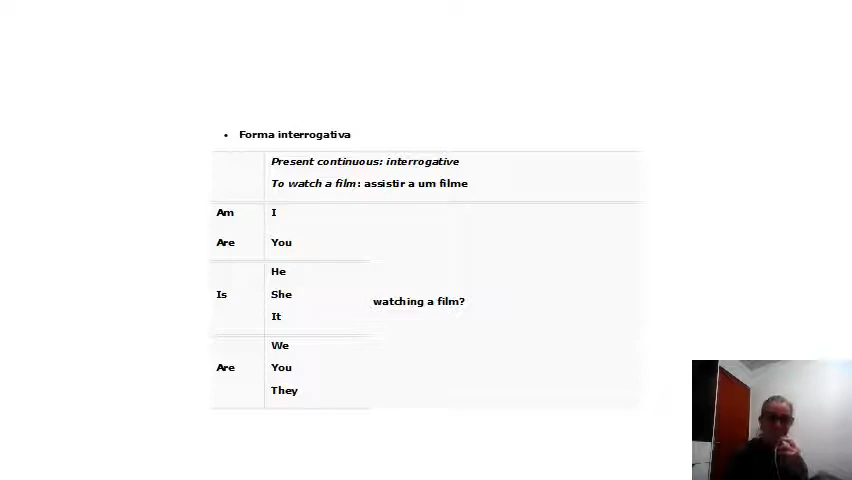 • Forma interrogativa
Present continuous: interrogative
To watch a film: assistir a um filme
Am I
Are You
He
Is She
It
watching a film?
We
Are You
They